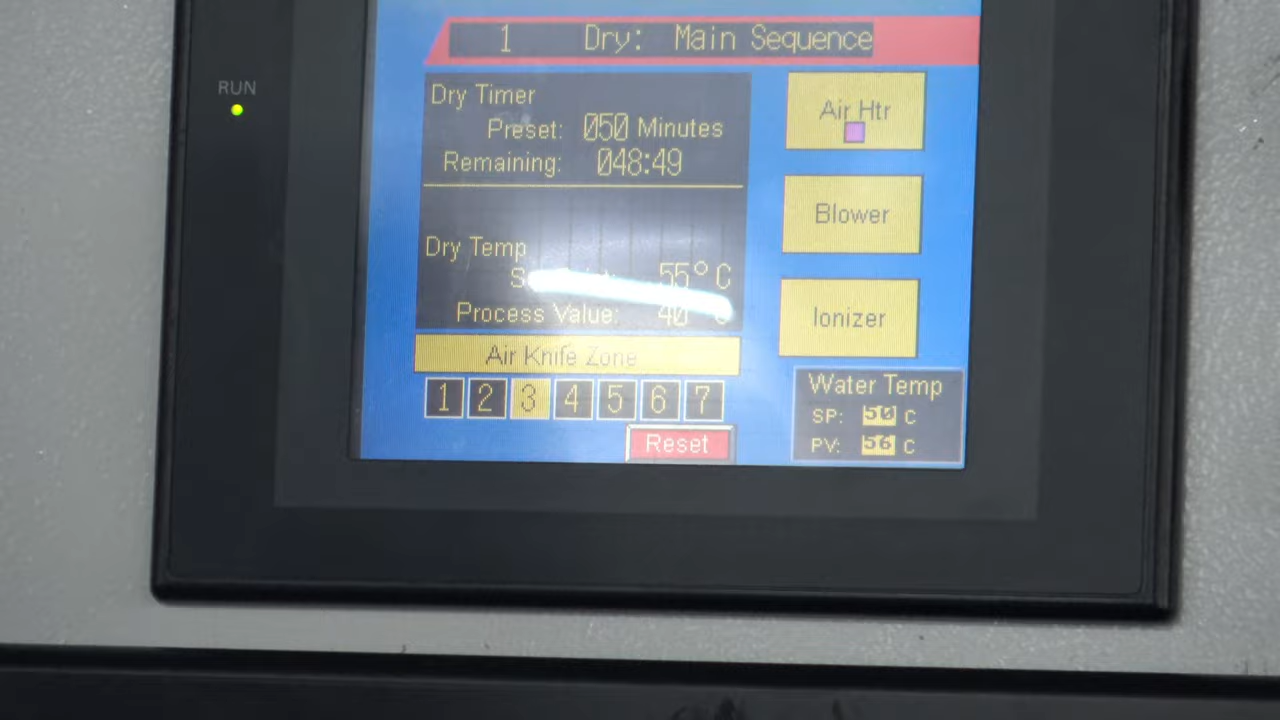 RUN
1 Dry: Main Sequence
Dry Timer
Preset: 050 Minutes
Remaining: 048:49
Dry Temp
55° C
Process Value: 40
Air Knife Zone
1 2 3 4 5 6 7
Reset
Air Htr
Blower
Ionizer
Water Temp
SP: 50 C
PV: 56 C